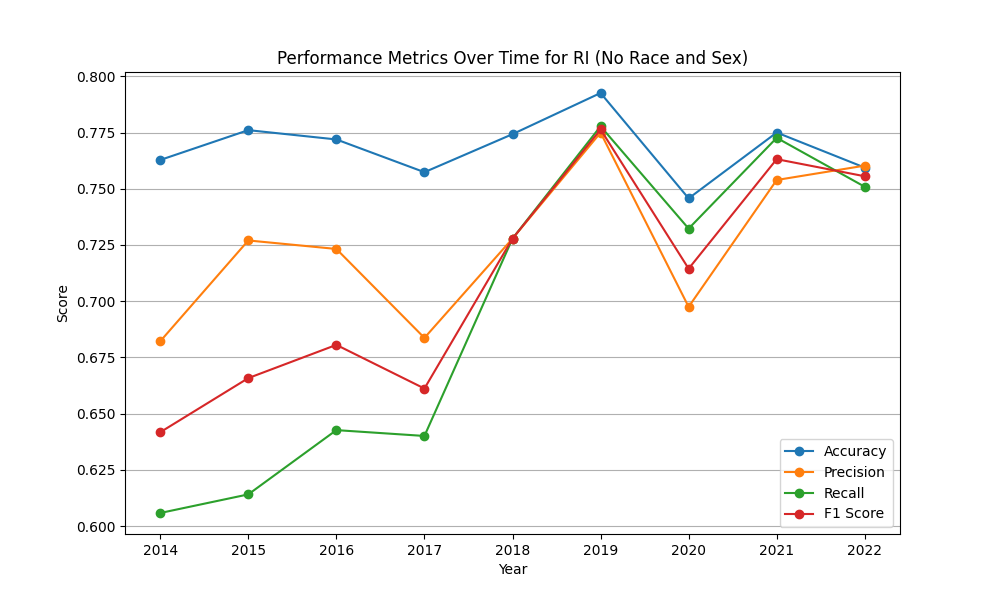 Performance Metrics Over Time for RI (No Race and Sex)
0.800
0.775
0.750
0.725
0.700
0.675
0.650
0.625
0.600
Score
2014 2015 2016 2017 2018 2019 2020 2021 2022
Year
Accuracy
Precision
Recall
F1 Score